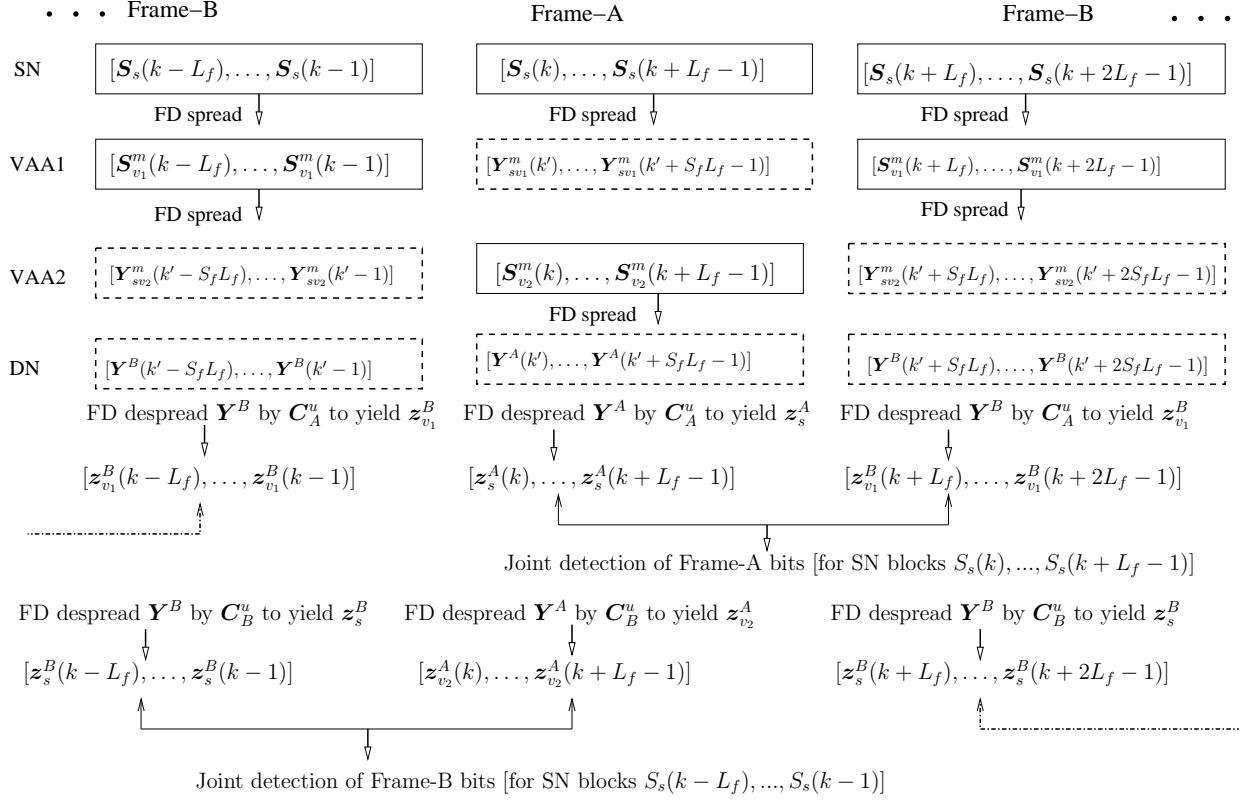 . . . Frame–B Frame–A Frame–B . . .
SN [S_s(k − L_f), . . . , S_s(k − 1)] [S_s(k), . . . , S_s(k + L_f − 1)] [S_s(k + L_f), . . . , S_s(k + 2L_f − 1)]
FD spread FD spread FD spread
VAA1 [S^m_{v_1}(k − L_f), . . . , S^m_{v_1}(k − 1)] [Y^m_{sv_1}(k′), . . . , Y^m_{sv_1}(k′ + S_f L_f − 1)] [S^m_{v_1}(k + L_f), . . . , S^m_{v_1}(k + 2L_f − 1)]
FD spread FD spread
VAA2 [Y^m_{sv_2}(k′ − S_f L_f), . . . , Y^m_{sv_2}(k′ − 1)] [S^m_{v_2}(k), . . . , S^m_{v_2}(k + L_f − 1)] [Y^m_{sv_2}(k′ + S_f L_f), . . . , Y^m_{sv_2}(k′ + 2S_f L_f − 1)]
FD spread
DN [Y^B(k′ − S_f L_f), . . . , Y^B(k′ − 1)] [Y^A(k′), . . . , Y^A(k′ + S_f L_f − 1)] [Y^B(k′ + S_f L_f), . . . , Y^B(k′ + 2S_f L_f − 1)]
FD despread Y^B by C^u_A to yield z^B_{v_1} FD despread Y^A by C^u_A to yield z^A_s FD despread Y^B by C^u_A to yield z^B_{v_1}
[z^B_{v_1}(k − L_f), . . . , z^B_{v_1}(k − 1)] [z^A_s(k), . . . , z^A_s(k + L_f − 1)] [z^B_{v_1}(k + L_f), . . . , z^B_{v_1}(k + 2L_f − 1)]
Joint detection of Frame-A bits [for SN blocks S_s(k), ..., S_s(k + L_f − 1)]
FD despread Y^B by C^u_B to yield z^B_s FD despread Y^A by C^u_B to yield z^A_{v_2} FD despread Y^B by C^u_B to yield z^B_s
[z^B_s(k − L_f), . . . , z^B_s(k − 1)] [z^A_{v_2}(k), . . . , z^A_{v_2}(k + L_f − 1)] [z^B_s(k + L_f), . . . , z^B_s(k + 2L_f − 1)]
Joint detection of Frame-B bits [for SN blocks S_s(k − L_f), ..., S_s(k − 1)]